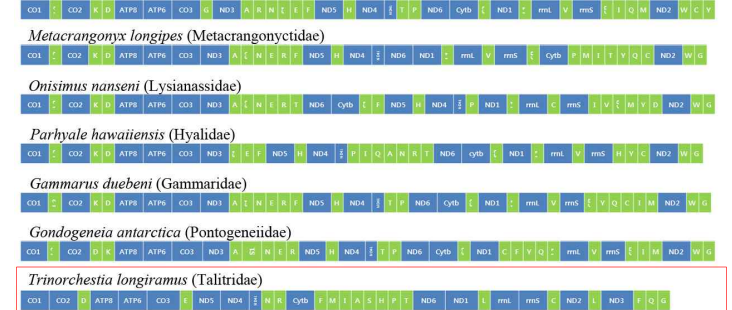 CO1 CO2 K D ATP8 ATP6 CO3 G ND3 A R N E F ND5 H ND4 T P ND6 Cytb ND1 rrnL V rrnS I Q M ND2 W C Y
Metacrangonyx longipes (Metacrangonyctidae)
CO1 CO2 K D ATP8 ATP6 CO3 ND3 A N E R F ND5 H ND4 ND6 ND1 rrnL V rrnS Cytb P M I T Y Q C ND2 W G
Onisimus nanseni (Lysianassidae)
CO1 CO2 K D ATP8 ATP6 CO3 ND3 A N E R T ND6 Cytb F ND5 H ND4 P ND1 rrnL C rrnS I V M Y D ND2 W G
Parhyale hawaiiensis (Hyalidae)
CO1 CO2 K D ATP8 ATP6 CO3 ND3 E F ND5 H ND4 P I Q A N R T ND6 cytb ND1 rrnL V rrnS H Y C ND2 W G
Gammarus duebeni (Gammaridae)
CO1 CO2 K D ATP8 ATP6 CO3 ND3 A N E R F ND5 H ND4 T P ND6 Cytb ND1 rrnL V rrnS Y Q C I M ND2 W G
Gondogeneia antarctica (Pontogeneiidae)
CO1 CO2 K D ATP8 ATP6 CO3 ND3 A N E R ND5 H ND4 T P ND6 Cytb ND1 C F Y Q rrnL V rrnS I M ND2 W G
Trinorchestia longiramus (Talitridae)
CO1 CO2 D ATP8 ATP6 CO3 E ND5 ND4 N R Cytb F M I A S H P T ND6 ND1 L rrnL rrnS C ND2 L ND3 F Q G